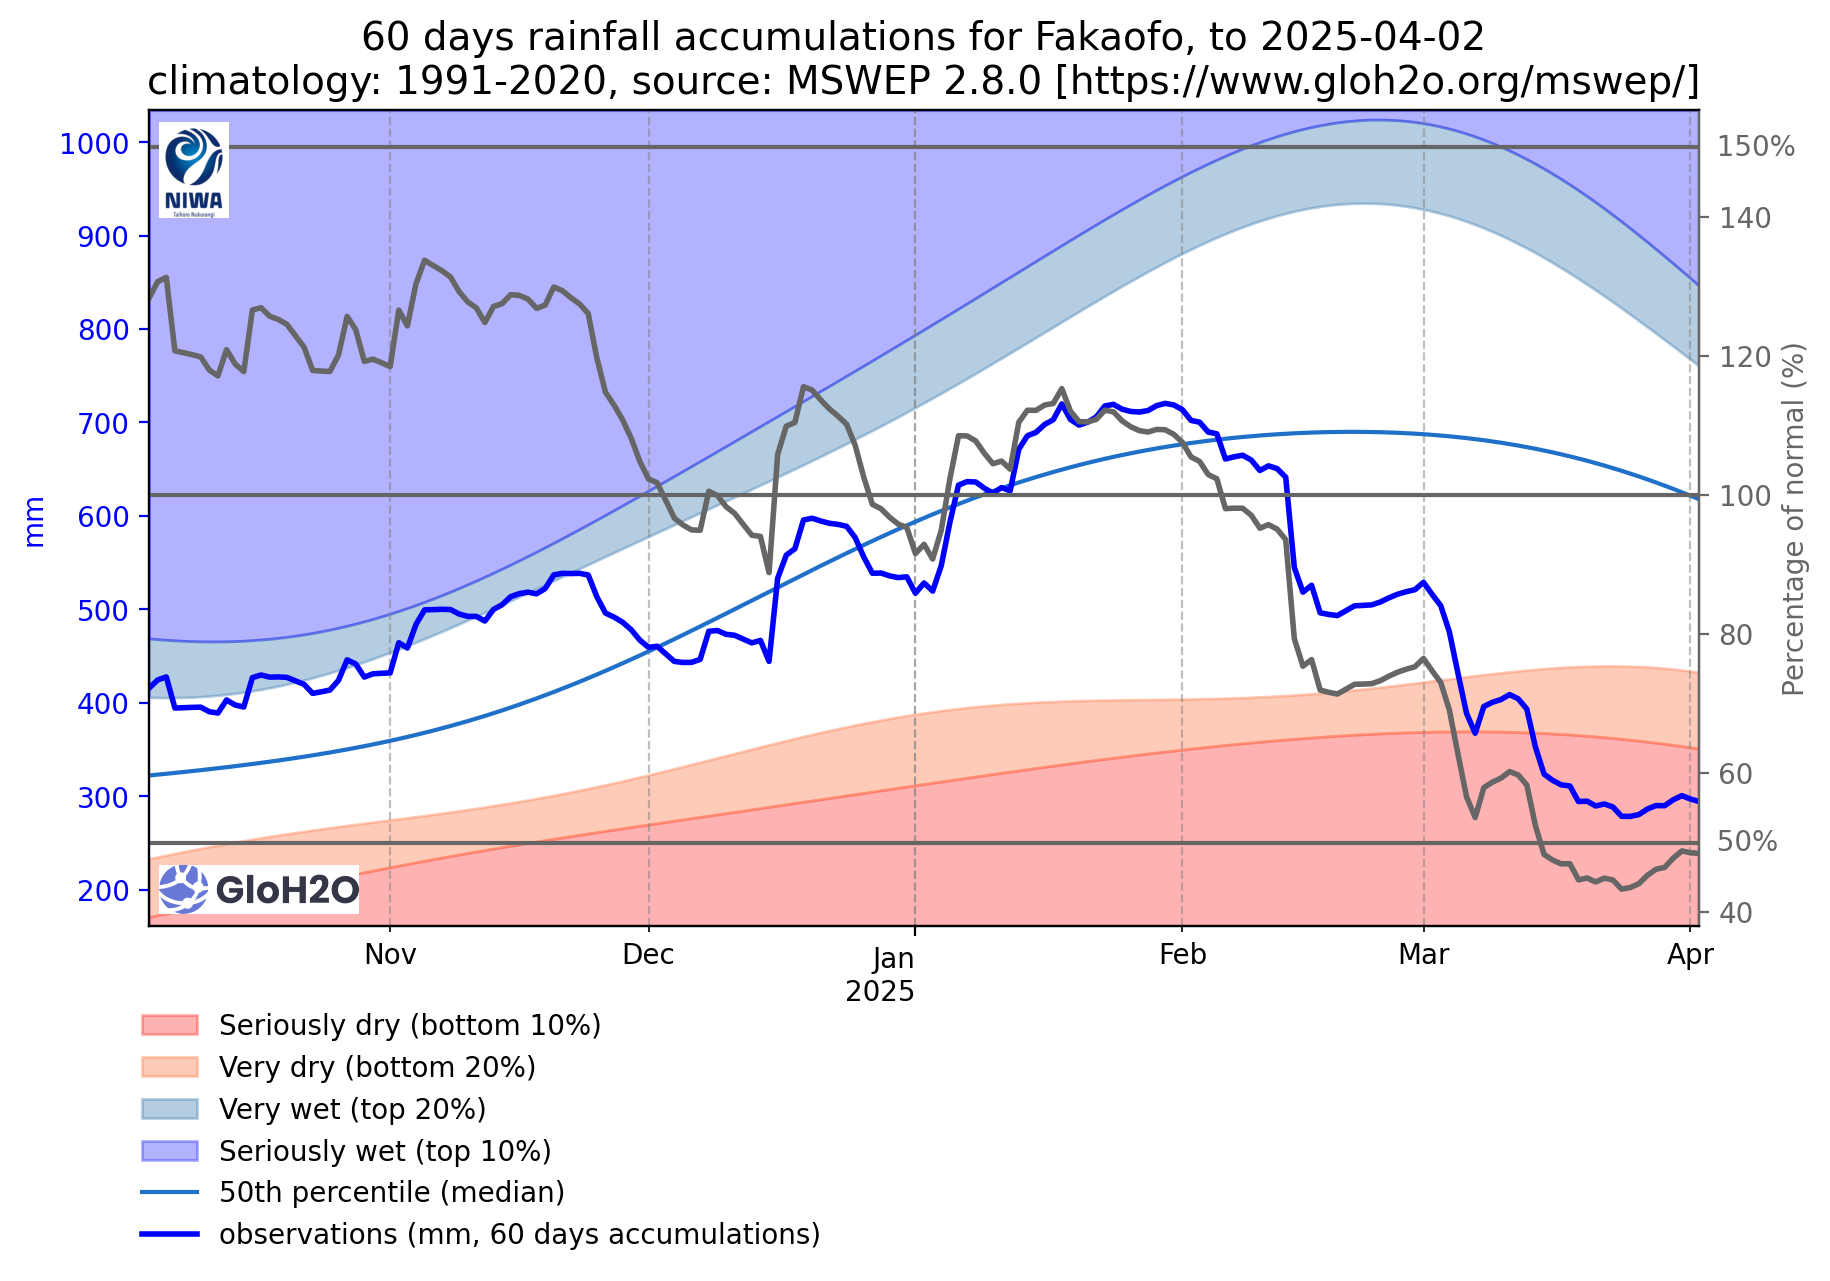 60 days rainfall accumulations for Fakaofo, to 2025-04-02
climatology: 1991-2020, source: MSWEP 2.8.0 [https://www.gloh2o.org/mswep/]
NIWA
Taihoro Nukurangi
1000
900
800
700
600
500
400
300
200
mm
150%
140
120
100
80
60
50%
40
Percentage of normal (%)
GloH2O
Nov
Dec
Jan
2025
Feb
Mar
Apr
Seriously dry (bottom 10%)
Very dry (bottom 20%)
Very wet (top 20%)
Seriously wet (top 10%)
50th percentile (median)
observations (mm, 60 days accumulations)